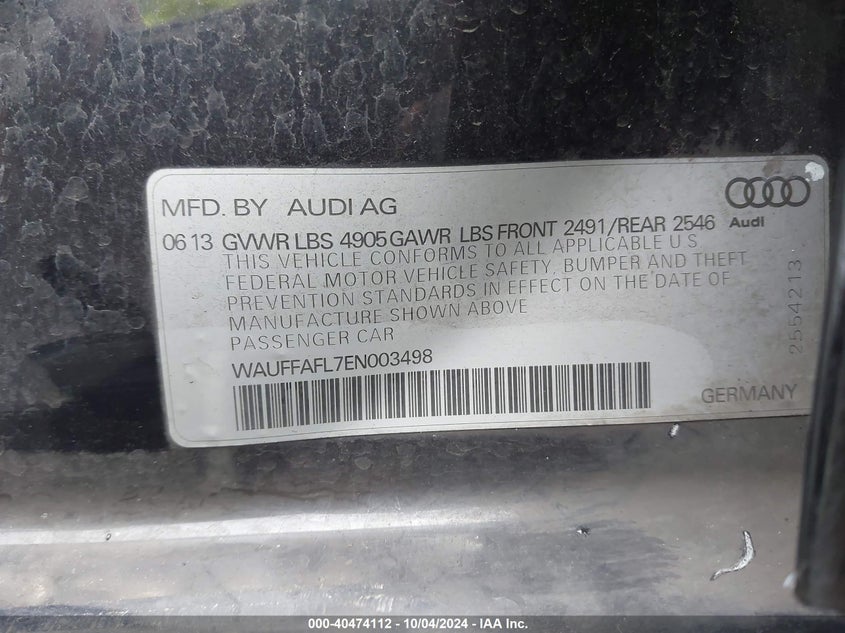 MFD. BY AUDI AG
Audi
06 13 GVWR LBS 4905 GAWR LBS FRONT 2491/REAR 2546
THIS VEHICLE CONFORMS TO ALL APPLICABLE U S
FEDERAL MOTOR VEHICLE SAFETY, BUMPER AND THEFT
PREVENTION STANDARDS IN EFFECT ON THE DATE OF
MANUFACTURE SHOWN ABOVE
PASSENGER CAR
WAUFFAFL7EN003498
2554213
GERMANY
000-40474112 - 10/04/2024 - © IAA Inc.